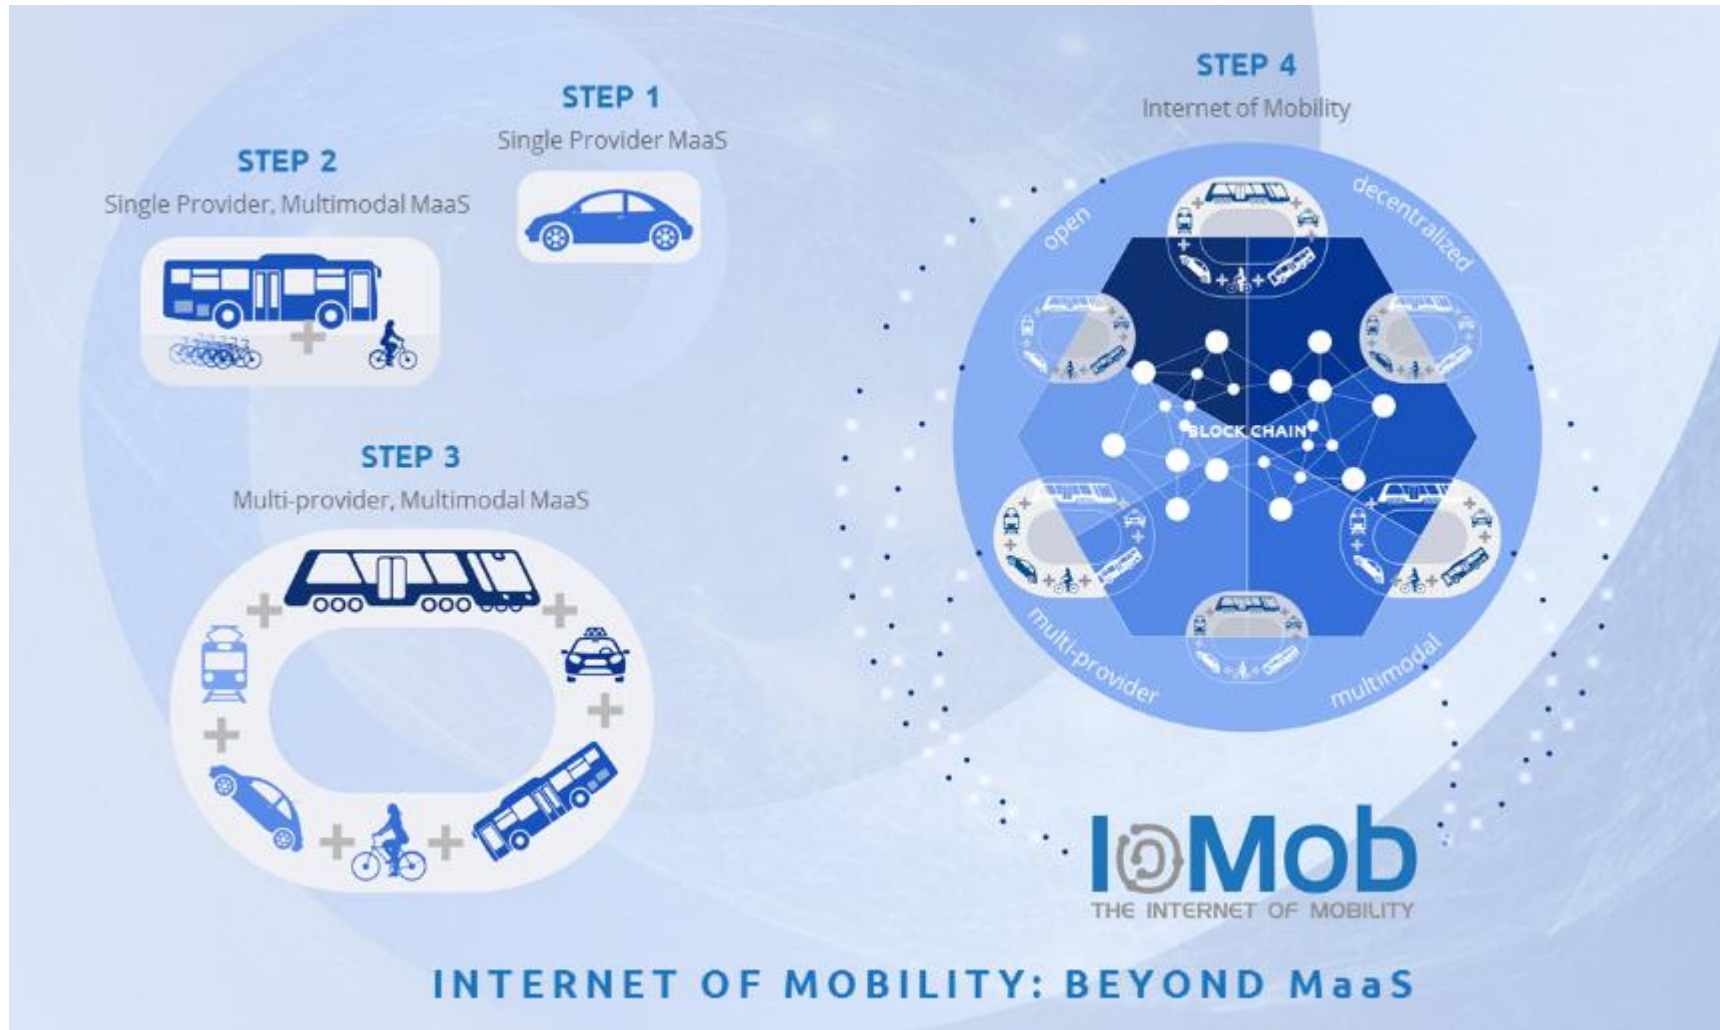 STEP 1
Single Provider MaaS
STEP 2
Single Provider, Multimodal MaaS
STEP 3
Multi-provider, Multimodal MaaS
STEP 4
Internet of Mobility
open
decentralized
BLOCK CHAIN
multi-provider
multimodal
IoMob
THE INTERNET OF MOBILITY
INTERNET OF MOBILITY: BEYOND MaaS